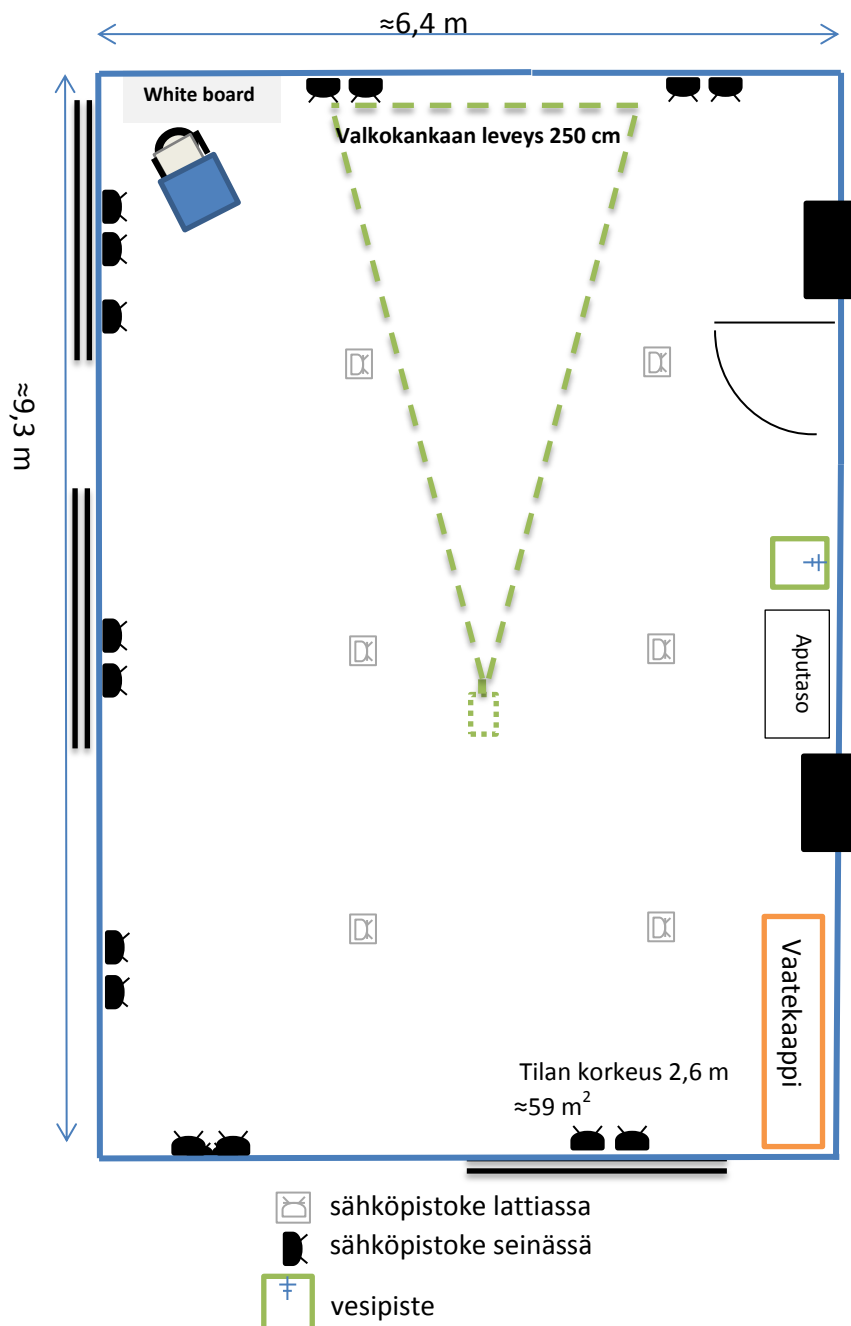 ≈6,4 m
White board
Valkokankaan leveys 250 cm
≈9,3 m
Aputaso
Vaatekaappi
Tilan korkeus 2,6 m
≈59 m²
sähköpistoke lattiassa
sähköpistoke seinässä
vesipiste